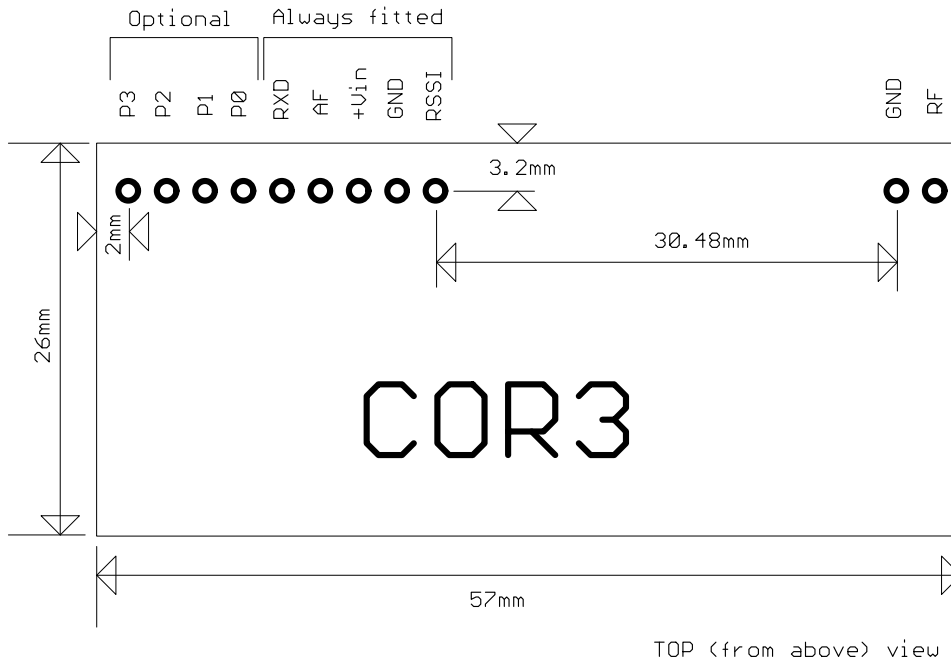 Optional Always fitted
P3 P2 P1 P0 RXD AF +Vin GND RSSI GND RF
3.2mm
2mm
30.48mm
26mm
COR3
57mm
TOP (from above) view